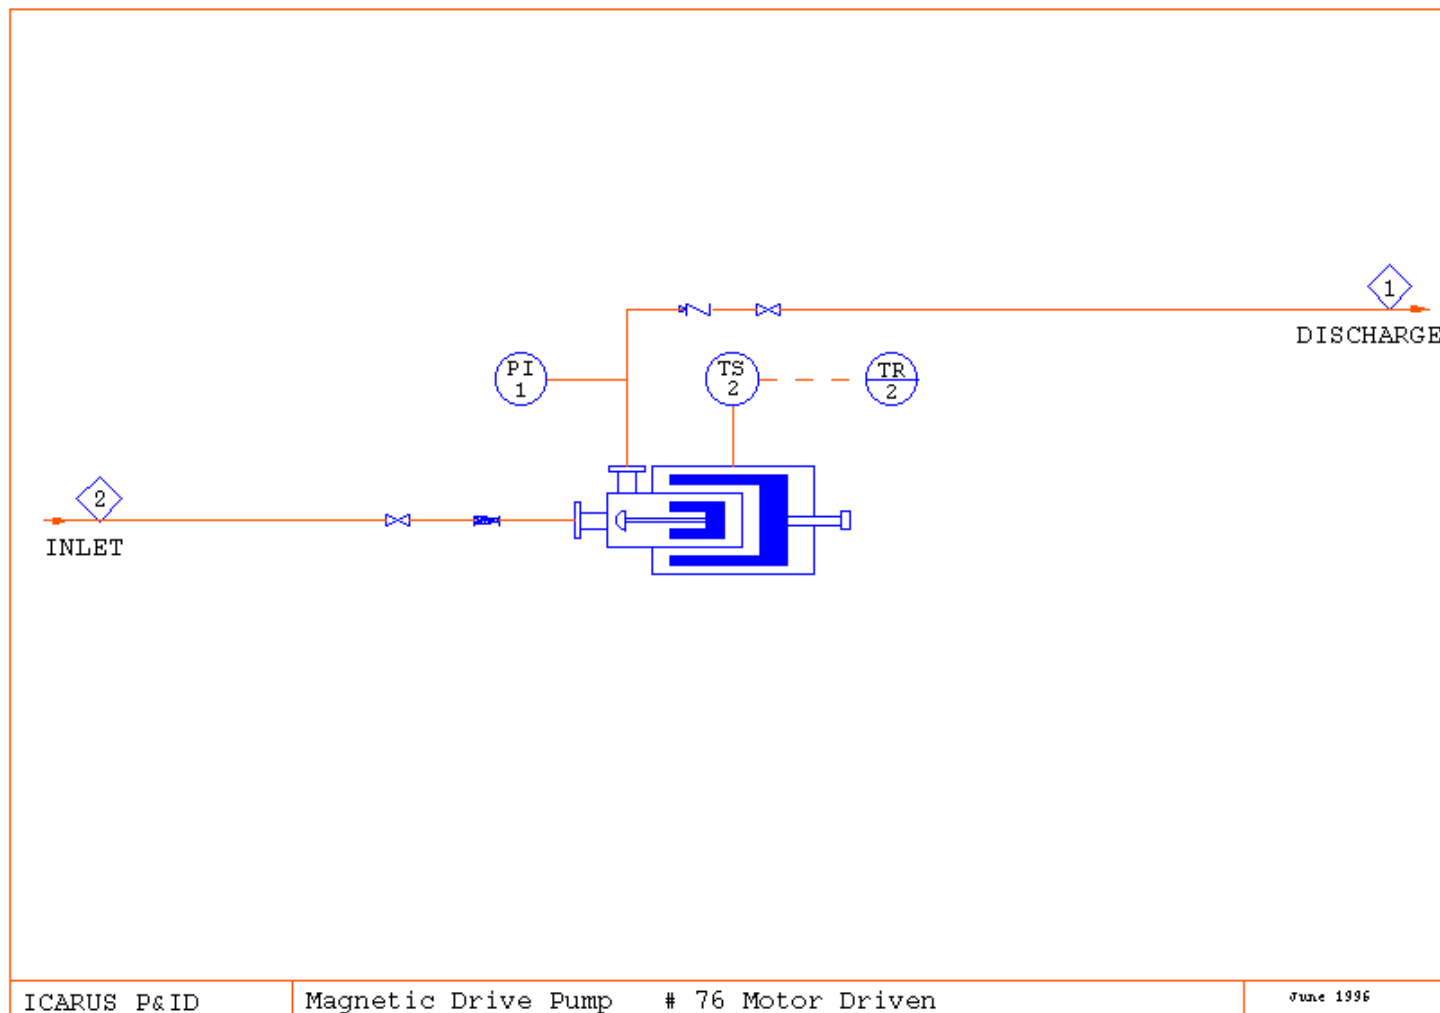 1
DISCHARGE
PI
1
TS
2
TR
2
2
INLET
ICARUS P&ID
Magnetic Drive Pump # 76 Motor Driven
June 1996